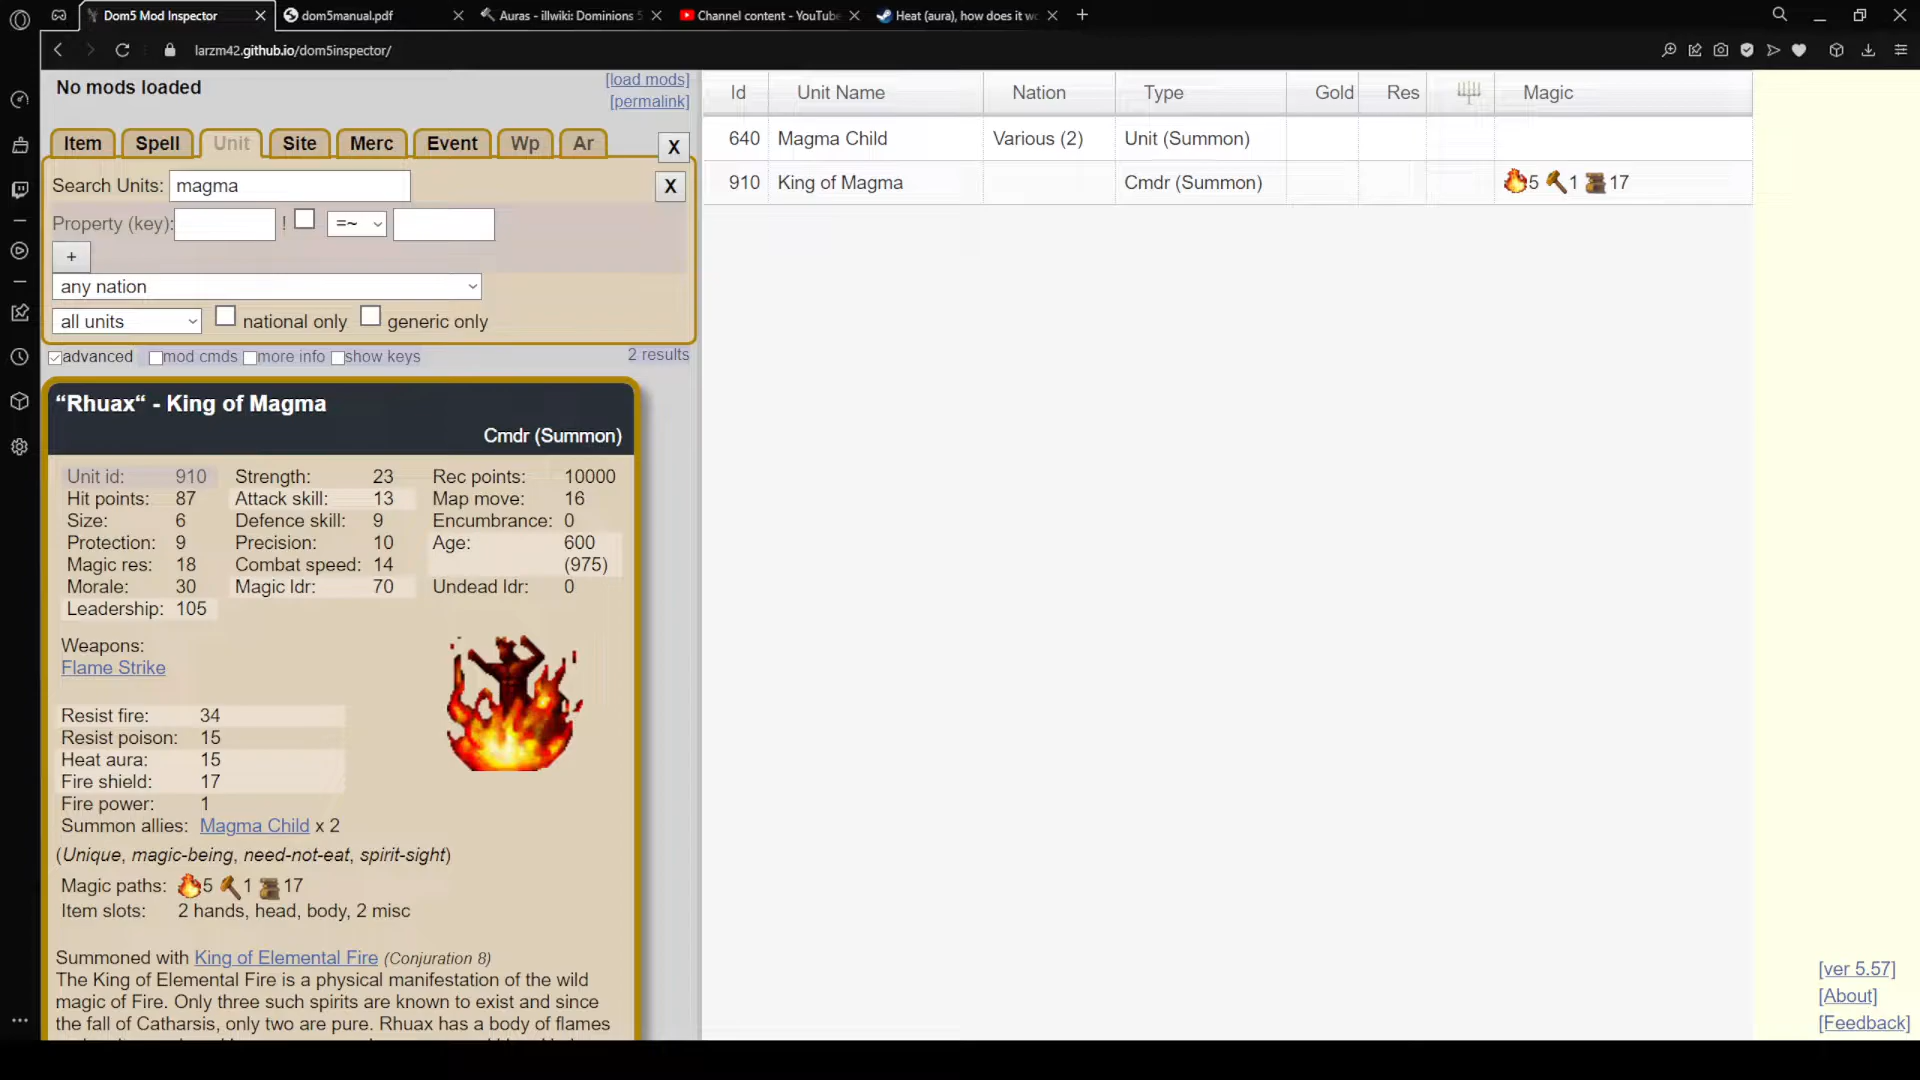 Dom5 Mod Inspector
dom5manual.pdf
Auras - illwiki: Dominions 5
Channel content - YouTube
Heat (aura), how does it wo
larzm42.github.io/dom5inspector/
No mods loaded
[load mods]
[permalink]
Item Spell Unit Site Merc Event Wp Ar X
Search Units: magma X
Property (key): ! =~
+
any nation
all units national only generic only
advanced mod cmds more info show keys 2 results
“Rhuax“ - King of Magma
Cmdr (Summon)
Unit id: 910 Strength: 23 Rec points: 10000
Hit points: 87 Attack skill: 13 Map move: 16
Size: 6 Defence skill: 9 Encumbrance: 0
Protection: 9 Precision: 10 Age: 600
Magic res: 18 Combat speed: 14 (975)
Morale: 30 Magic ldr: 70 Undead ldr: 0
Leadership: 105
Weapons:
Flame Strike
Resist fire: 34
Resist poison: 15
Heat aura: 15
Fire shield: 17
Fire power: 1
Summon allies: Magma Child x 2
(Unique, magic-being, need-not-eat, spirit-sight)
Magic paths: 5 1 17
Item slots: 2 hands, head, body, 2 misc
Summoned with King of Elemental Fire (Conjuration 8)
The King of Elemental Fire is a physical manifestation of the wild
magic of Fire. Only three such spirits are known to exist and since
the fall of Catharsis, only two are pure. Rhuax has a body of flames
Id Unit Name Nation Type Gold Res Magic
640 Magma Child Various (2) Unit (Summon)
910 King of Magma Cmdr (Summon) 5 1 17
[ver 5.57]
[About]
[Feedback]